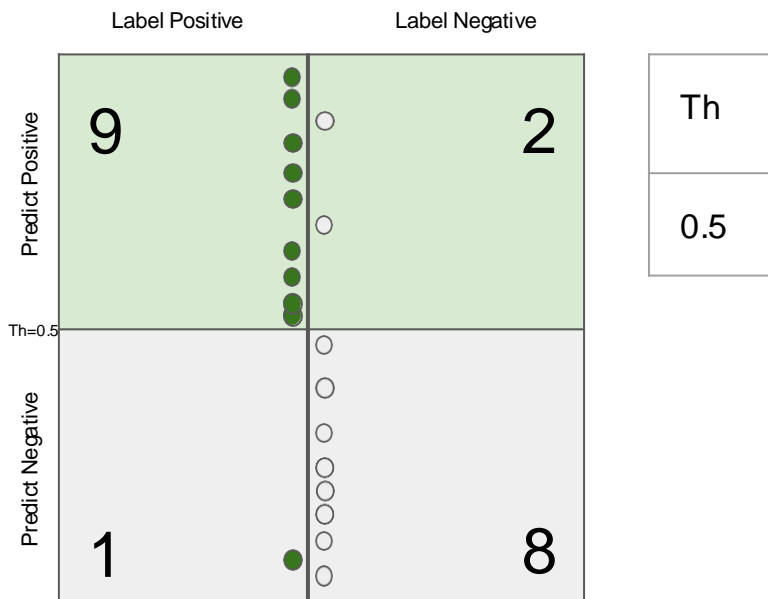 Label Positive
Label Negative
Predict Positive
9
2
Th
0.5
Th=0.5
Predict Negative
1
8